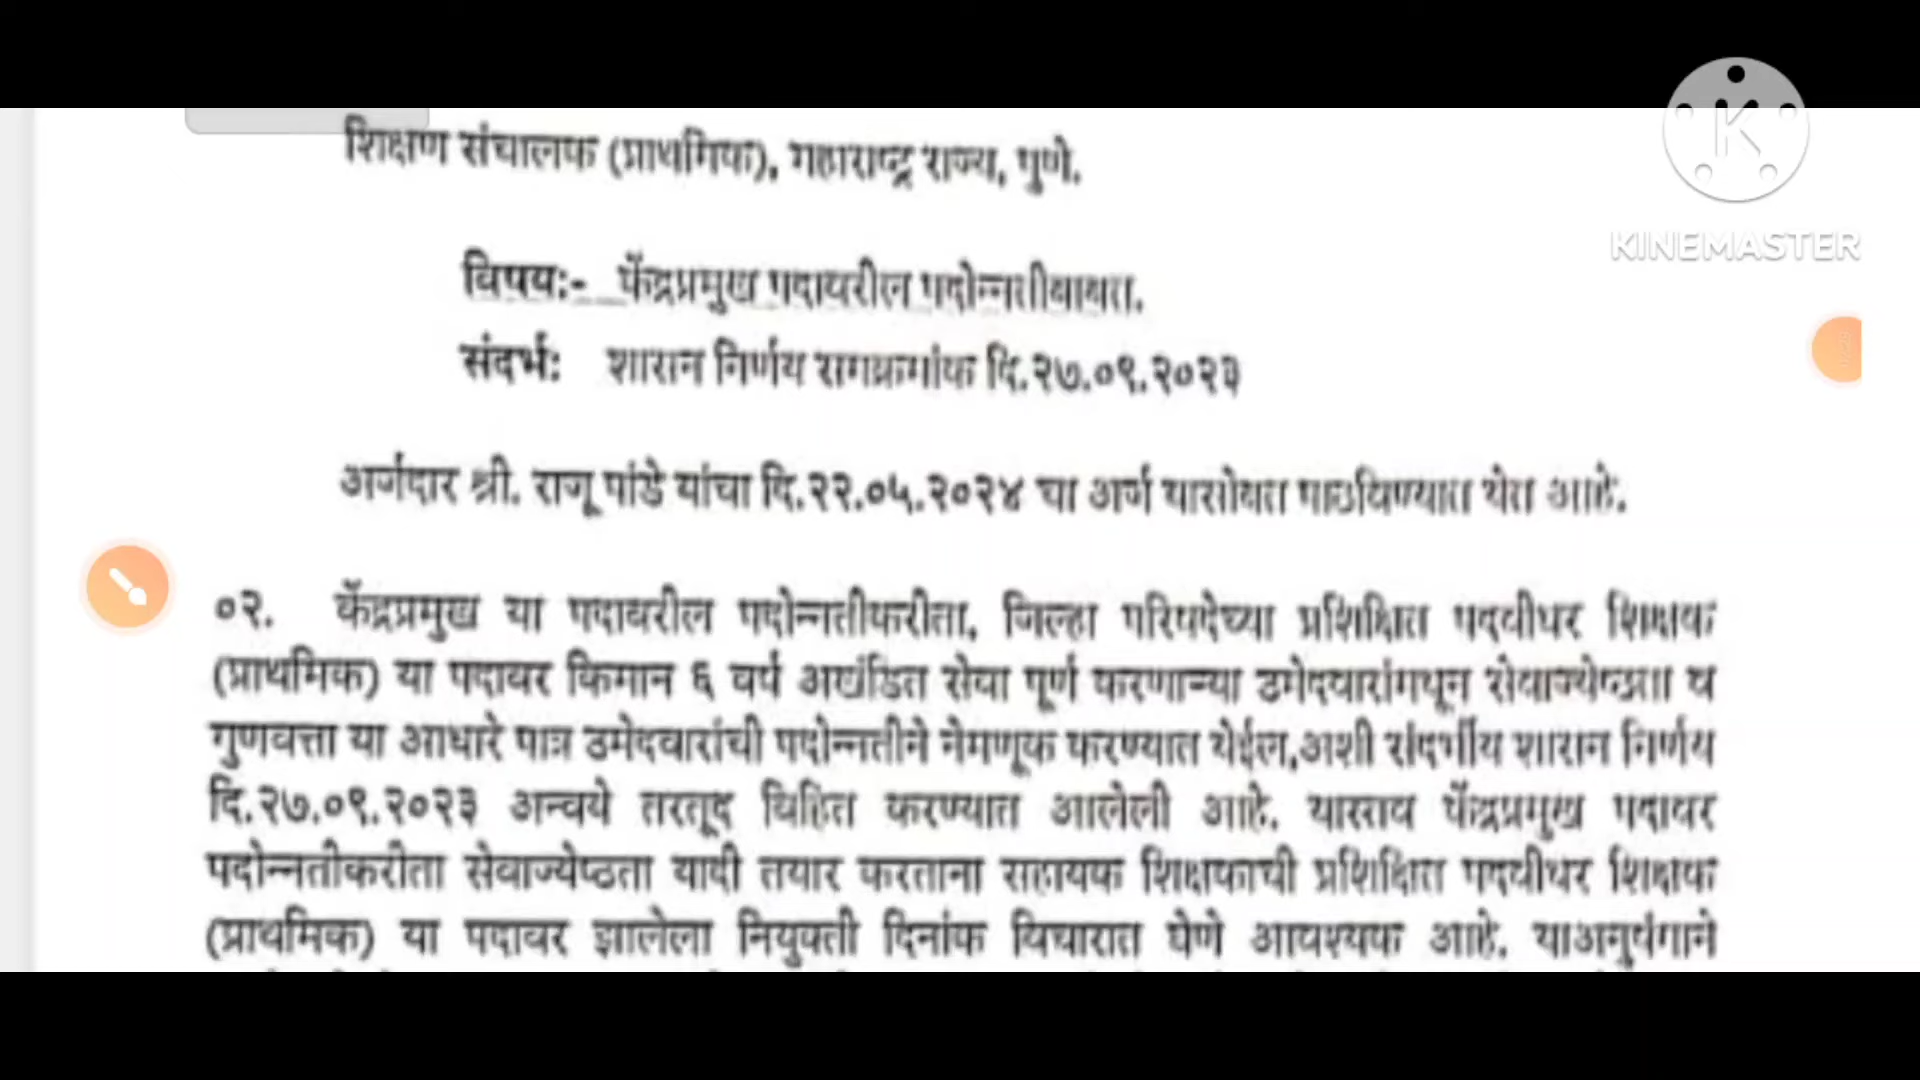 शिक्षण संचालक (प्राथमिक), महाराष्ट्र राज्य, पुणे.
KINEMASTER
विषय:- केंद्रप्रमुख पदावरील पदोन्नतीबाबत.
संदर्भ: शासन निर्णय समक्रमांक दि.२७.०९.२०२३
अर्जदार श्री. राजू पांडे यांचा दि.२२.०५.२०२४ चा अर्ज यासोबत पाठविण्यात येत आहे.
०२. केंद्रप्रमुख या पदावरील पदोन्नतीकरीता, जिल्हा परिषदेच्या प्रशिक्षित पदवीधर शिक्षक
(प्राथमिक) या पदावर किमान ६ वर्ष अखंडित सेवा पूर्ण करणाऱ्या उमेदवारांमधून सेवाज्येष्ठता व
गुणवत्ता या आधारे पात्र उमेदवारांची पदोन्नतीने नेमणूक करण्यात येईल,अशी संदर्भीय शासन निर्णय
दि.२७.०९.२०२३ अन्वये तरतूद विहित करण्यात आलेली आहे. यास्तव केंद्रप्रमुख पदावर
पदोन्नतीकरीता सेवाज्येष्ठता यादी तयार करताना सहायक शिक्षकाची प्रशिक्षित पदवीधर शिक्षक
(प्राथमिक) या पदावर झालेला नियुक्ती दिनांक विचारात घेणे आवश्यक आहे. याअनुषंगाने